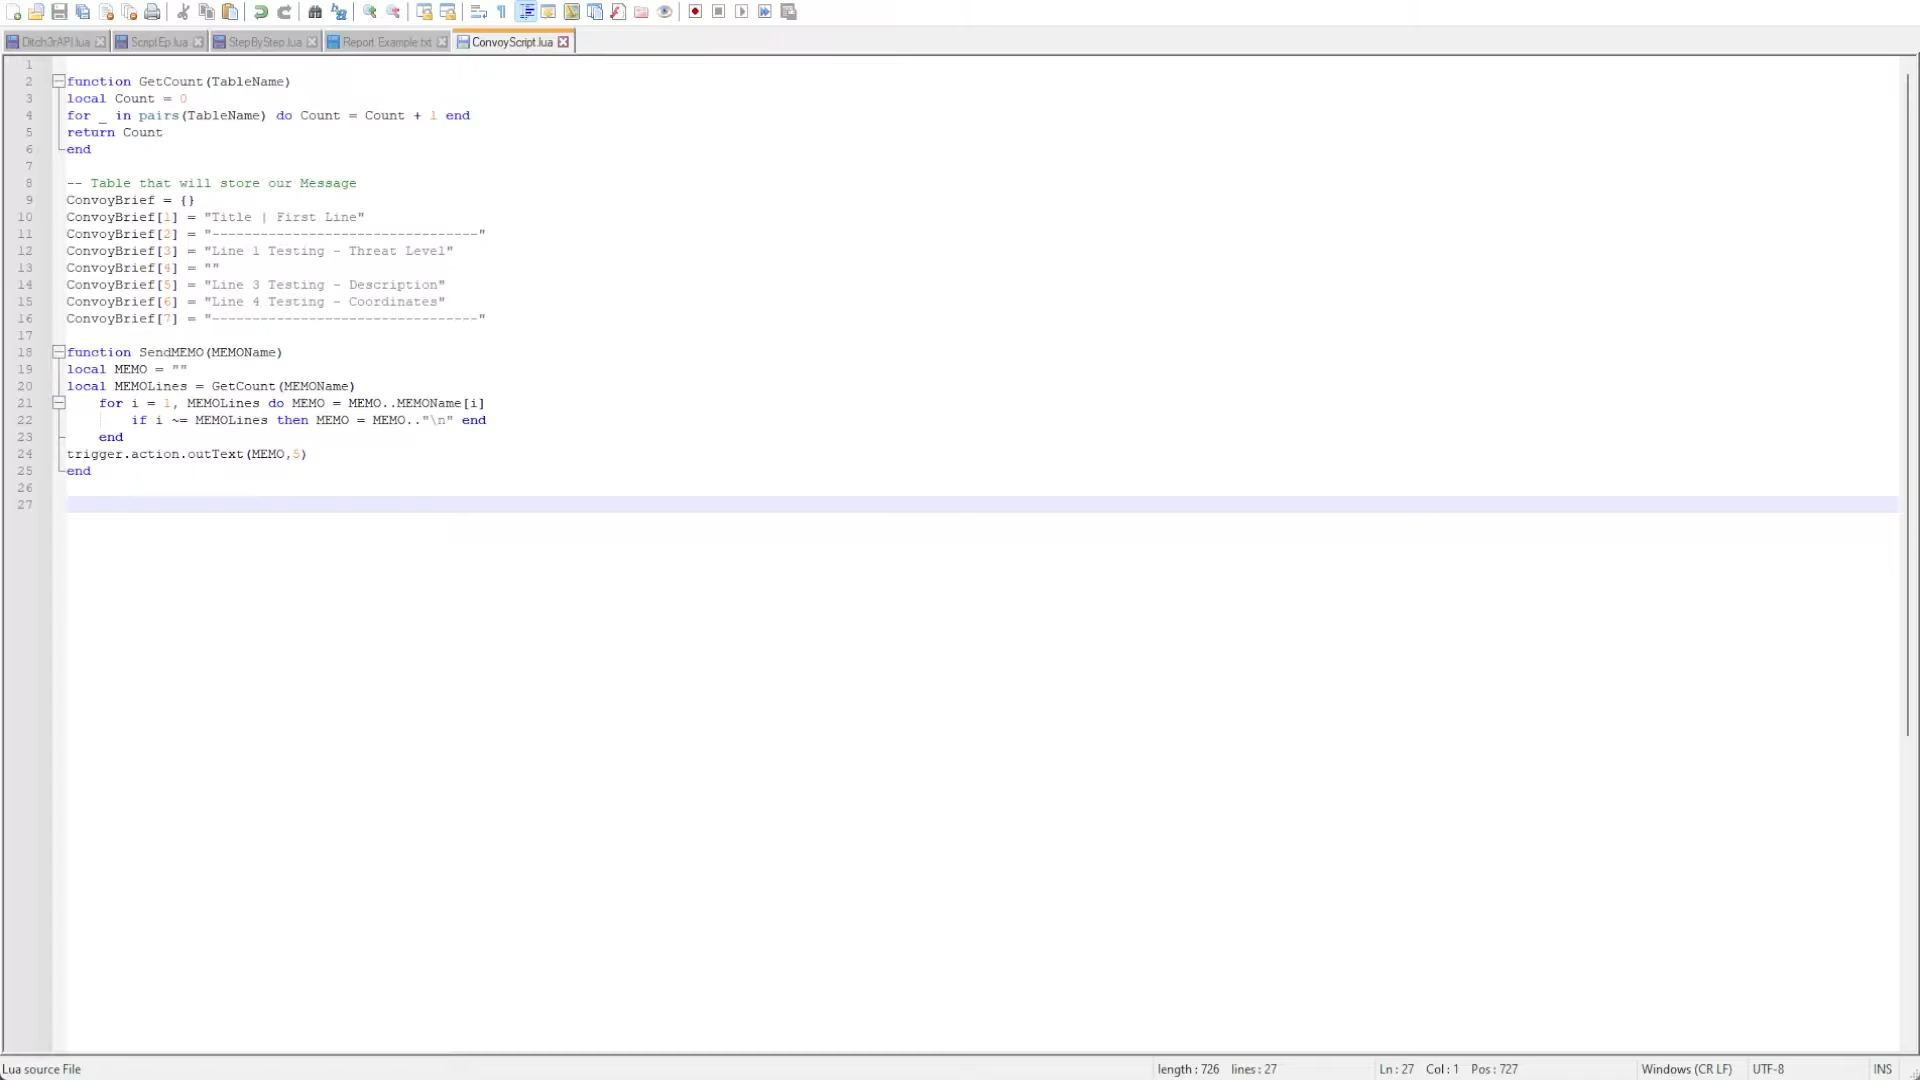 Ditch3rAPI.lua ScriptEp.lua StepByStep.lua Report Example.txt ConvoyScript.lua
1
2 function GetCount(TableName)
3 local Count = 0
4 for _ in pairs(TableName) do Count = Count + 1 end
5 return Count
6 end
7
8 -- Table that will store our Message
9 ConvoyBrief = {}
10 ConvoyBrief[1] = "Title | First Line"
11 ConvoyBrief[2] = "---------------------------------"
12 ConvoyBrief[3] = "Line 1 Testing - Threat Level"
13 ConvoyBrief[4] = ""
14 ConvoyBrief[5] = "Line 3 Testing - Description"
15 ConvoyBrief[6] = "Line 4 Testing - Coordinates"
16 ConvoyBrief[7] = "---------------------------------"
17
18 function SendMEMO(MEMOName)
19 local MEMO = ""
20 local MEMOLines = GetCount(MEMOName)
21 for i = 1, MEMOLines do MEMO = MEMO..MEMOName[i]
22 if i ~= MEMOLines then MEMO = MEMO.."\n" end
23 end
24 trigger.action.outText(MEMO,5)
25 end
26
27
Lua source File length : 726 lines : 27 Ln : 27 Col : 1 Pos : 727 Windows (CR LF) UTF-8 INS